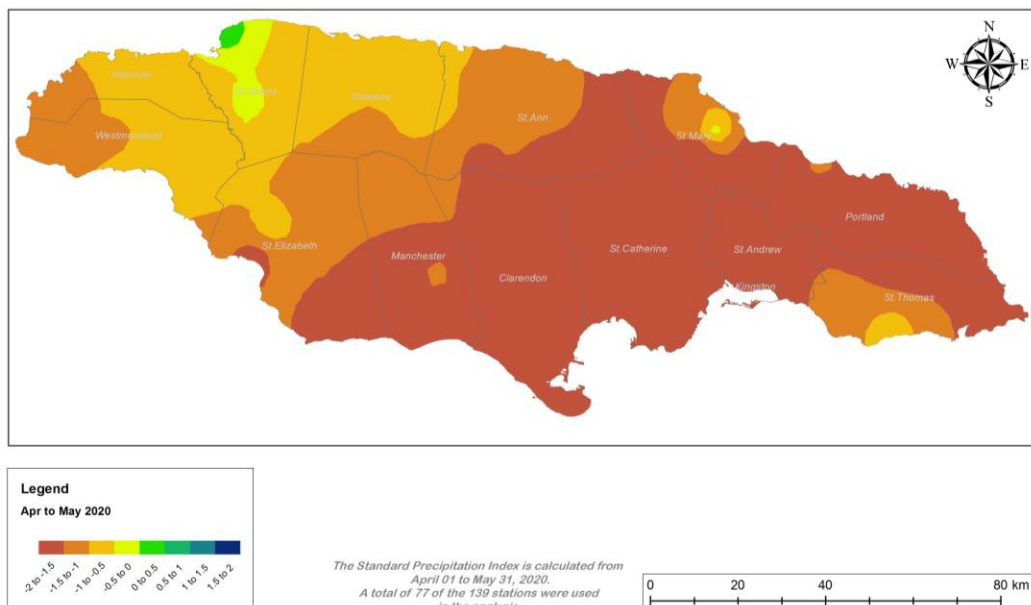 N
W E
S
Hanover
St.James
Trelawny
St.Ann
Westmoreland
St.Mary
Portland
St.Elizabeth
Manchester
St.Catherine
St.Andrew
Clarendon
Kingston
St.Thomas
Legend
Apr to May 2020
-2 to -1.5
-1.5 to -1
-1 to -0.5
-0.5 to 0
0 to 0.5
0.5 to 1
1 to 1.5
1.5 to 2
The Standard Precipitation Index is calculated from
April 01 to May 31, 2020.
A total of 77 of the 139 stations were used
in the analysis
0 20 40 80 km